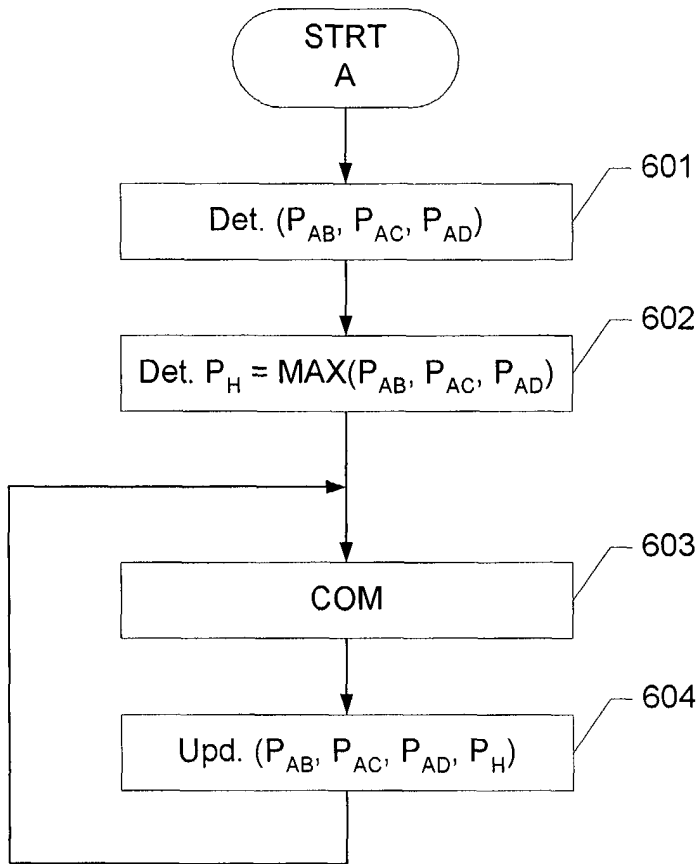 STRT
A
601
Det. (P_AB, P_AC, P_AD)
602
Det. P_H = MAX(P_AB, P_AC, P_AD)
603
COM
604
Upd. (P_AB, P_AC, P_AD, P_H)